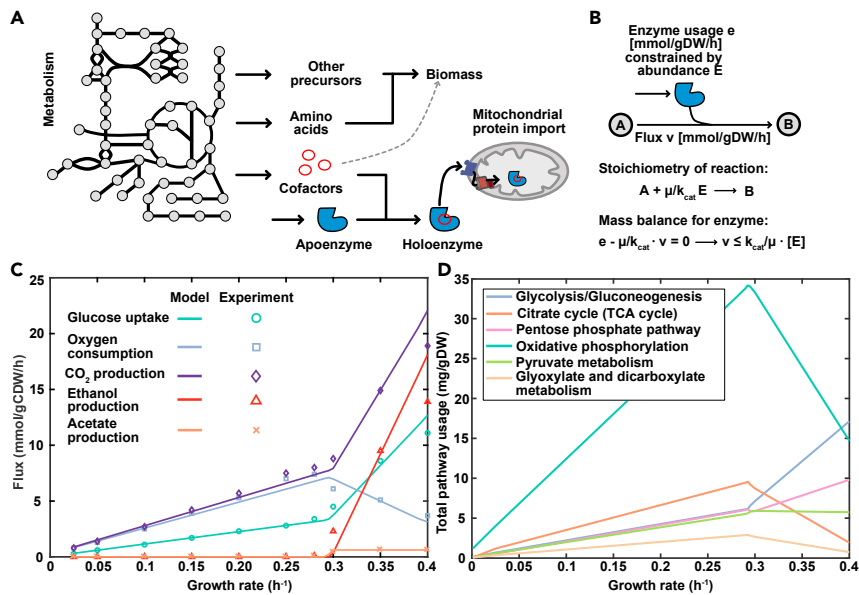 A
Metabolism
Other
precursors
Biomass
Amino
acids
Cofactors
Mitochondrial
protein import
Apoenzyme
Holoenzyme
B
Enzyme usage e
[mmol/gDW/h]
constrained by
abundance E
A
B
Flux v [mmol/gDW/h]
Stoichiometry of reaction:
A + μ/kcat E ⟶ B
Mass balance for enzyme:
e - μ/kcat · v = 0 ⟶ v ≤ kcat/μ · [E]
C
Flux (mmol/gCDW/h)
25
20
15
10
5
0
Model Experiment
Glucose uptake
Oxygen
consumption
CO2 production
Ethanol
production
Acetate
production
0 0.05 0.1 0.15 0.20 0.25 0.30 0.35 0.4
Growth rate (h-1)
D
Total pathway usage (mg/gDW)
35
30
25
20
15
10
5
0
Glycolysis/Gluconeogenesis
Citrate cycle (TCA cycle)
Pentose phosphate pathway
Oxidative phosphorylation
Pyruvate metabolism
Glyoxylate and dicarboxylate
metabolism
0 0.05 0.1 0.15 0.2 0.25 0.3 0.35 0.4
Growth rate (h-1)